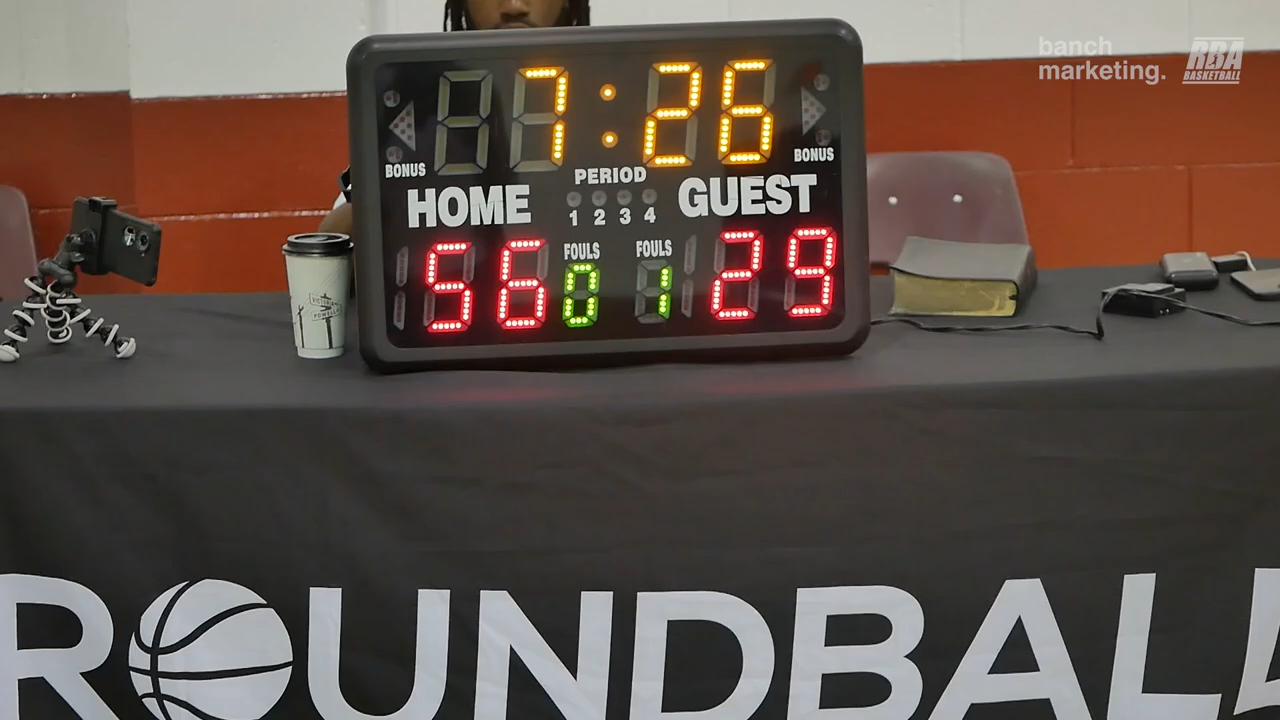 banch
marketing.
RBA
BASKETBALL
7:26
BONUS
BONUS
PERIOD
HOME
GUEST
1 2 3 4
FOULS
FOULS
56
0
1
29
ROUNDBALL